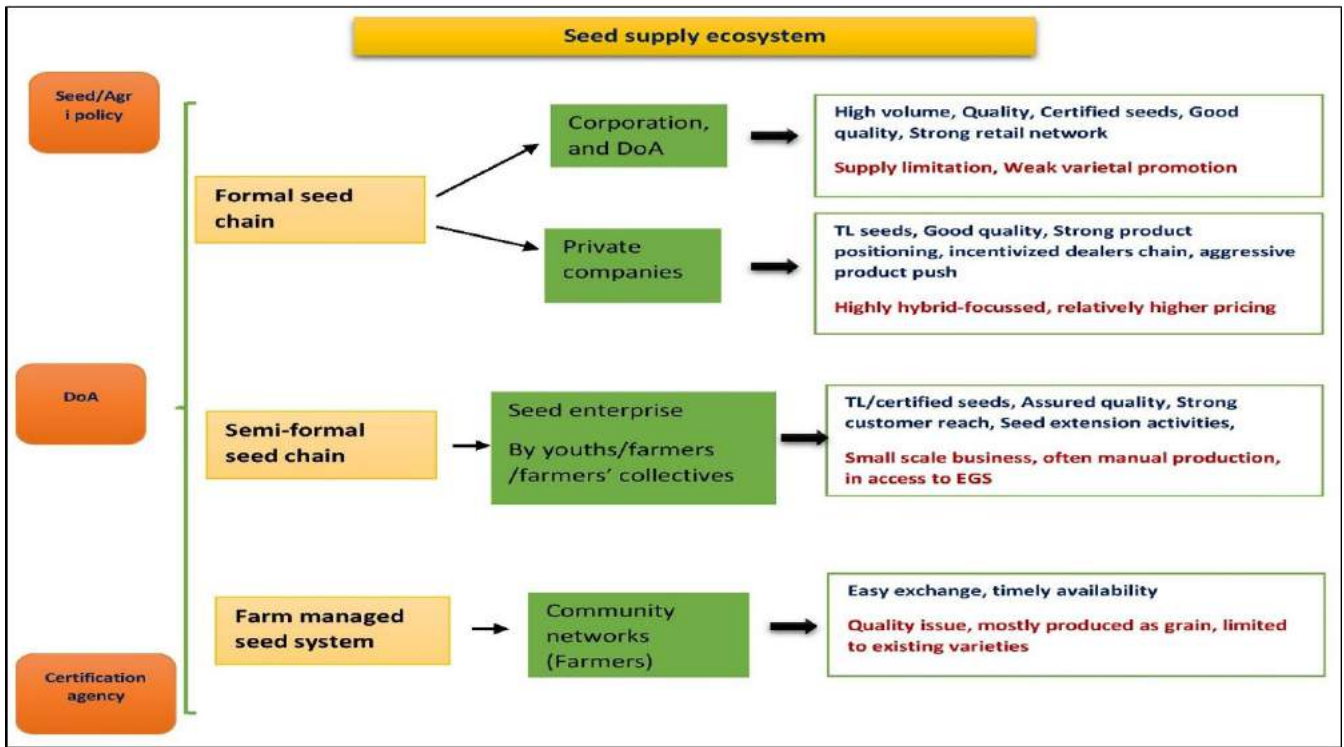 Seed supply ecosystem
Seed/Agr
i policy
DoA
Certification
agency
Formal seed
chain
Corporation,
and DoA
High volume, Quality, Certified seeds, Good
quality, Strong retail network
Supply limitation, Weak varietal promotion
Private
companies
TL seeds, Good quality, Strong product
positioning, incentivized dealers chain, aggressive
product push
Highly hybrid-focussed, relatively higher pricing
Semi-formal
seed chain
Seed enterprise
By youths/farmers
/farmers’ collectives
TL/certified seeds, Assured quality, Strong
customer reach, Seed extension activities,
Small scale business, often manual production,
in access to EGS
Farm managed
seed system
Community
networks
(Farmers)
Easy exchange, timely availability
Quality issue, mostly produced as grain, limited
to existing varieties